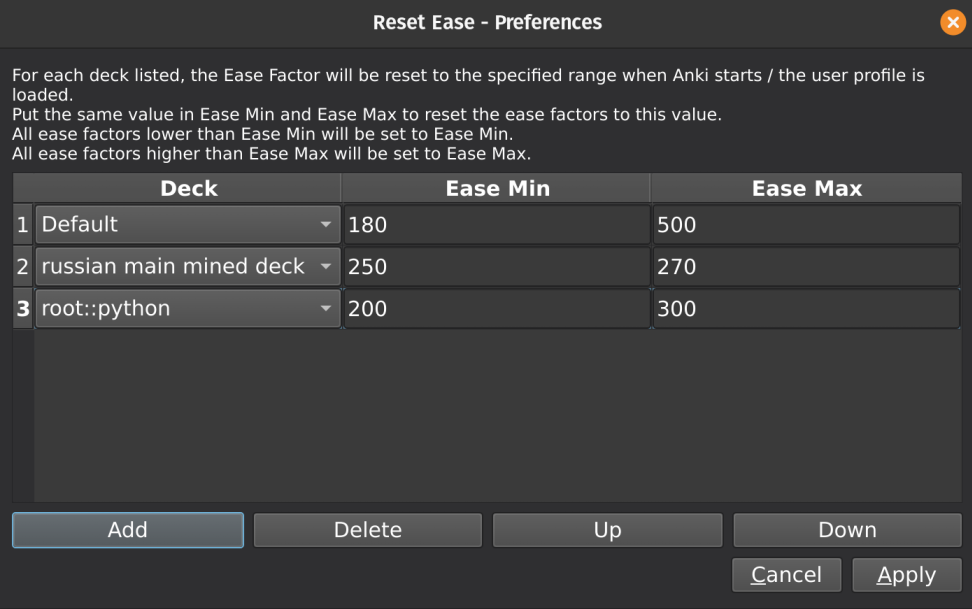 Reset Ease - Preferences
For each deck listed, the Ease Factor will be reset to the specified range when Anki starts / the user profile is
loaded.
Put the same value in Ease Min and Ease Max to reset the ease factors to this value.
All ease factors lower than Ease Min will be set to Ease Min.
All ease factors higher than Ease Max will be set to Ease Max.
Deck Ease Min Ease Max
1 Default 180 500
2 russian main mined deck 250 270
3 root::python 200 300
Add Delete Up Down
Cancel Apply